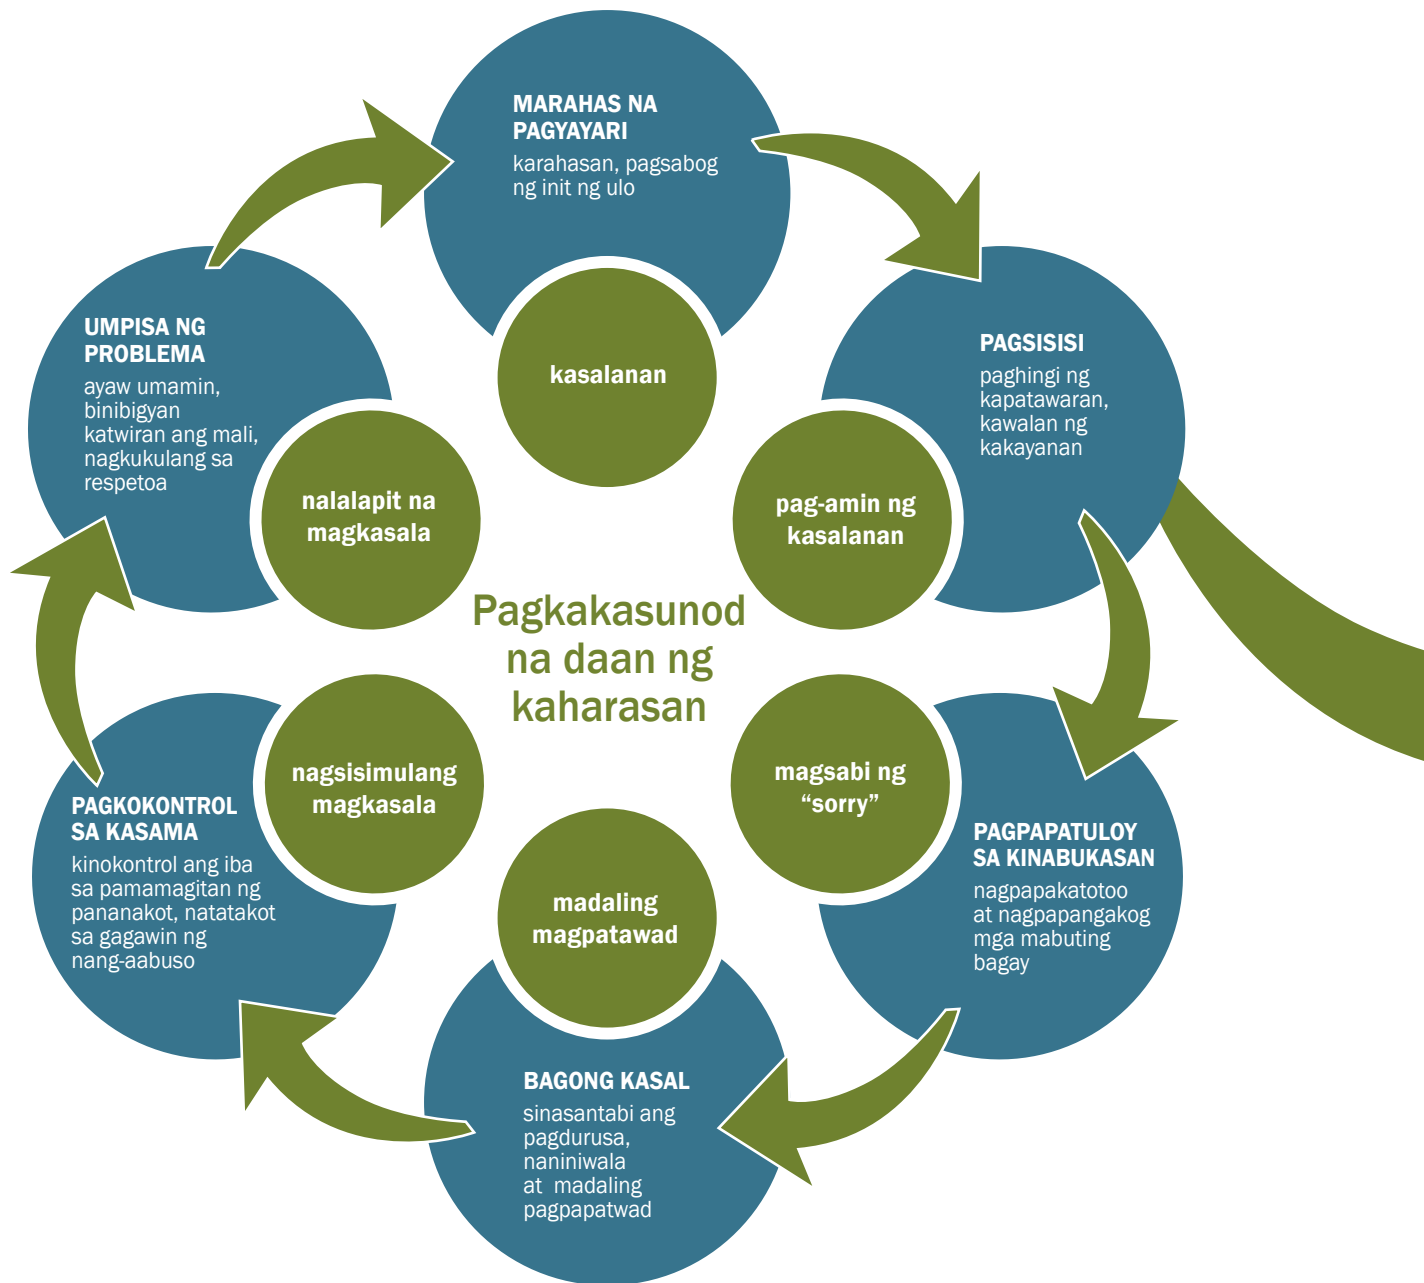 MARAHAS NA
PAGYAYARI
karahasan, pagsabog
ng init ng ulo
kasalanan
PAGSISISI
paghingi ng
kapatawaran,
kawalan ng
kakayanan
pag-amin ng
kasalanan
PAGPAPATULOY
SA KINABUKASAN
nagpapakatotoo
at nagpapangakog
mga mabuting
bagay
magsabi ng
“sorry”
BAGONG KASAL
sinasantabi ang
pagdurusa,
naniniwala
at  madaling
pagpapatwad
madaling
magpatawad
PAGKOKONTROL
SA KASAMA
kinokontrol ang iba
sa pamamagitan ng
pananakot, natatakot
sa gagawin ng
nang-aabuso
nagsisimulang
magkasala
UMPISA NG
PROBLEMA
ayaw umamin,
binibigyan
katwiran ang mali,
nagkukulang sa
respetoa
nalalapit na
magkasala
Pagkakasunod
na daan ng
kaharasan